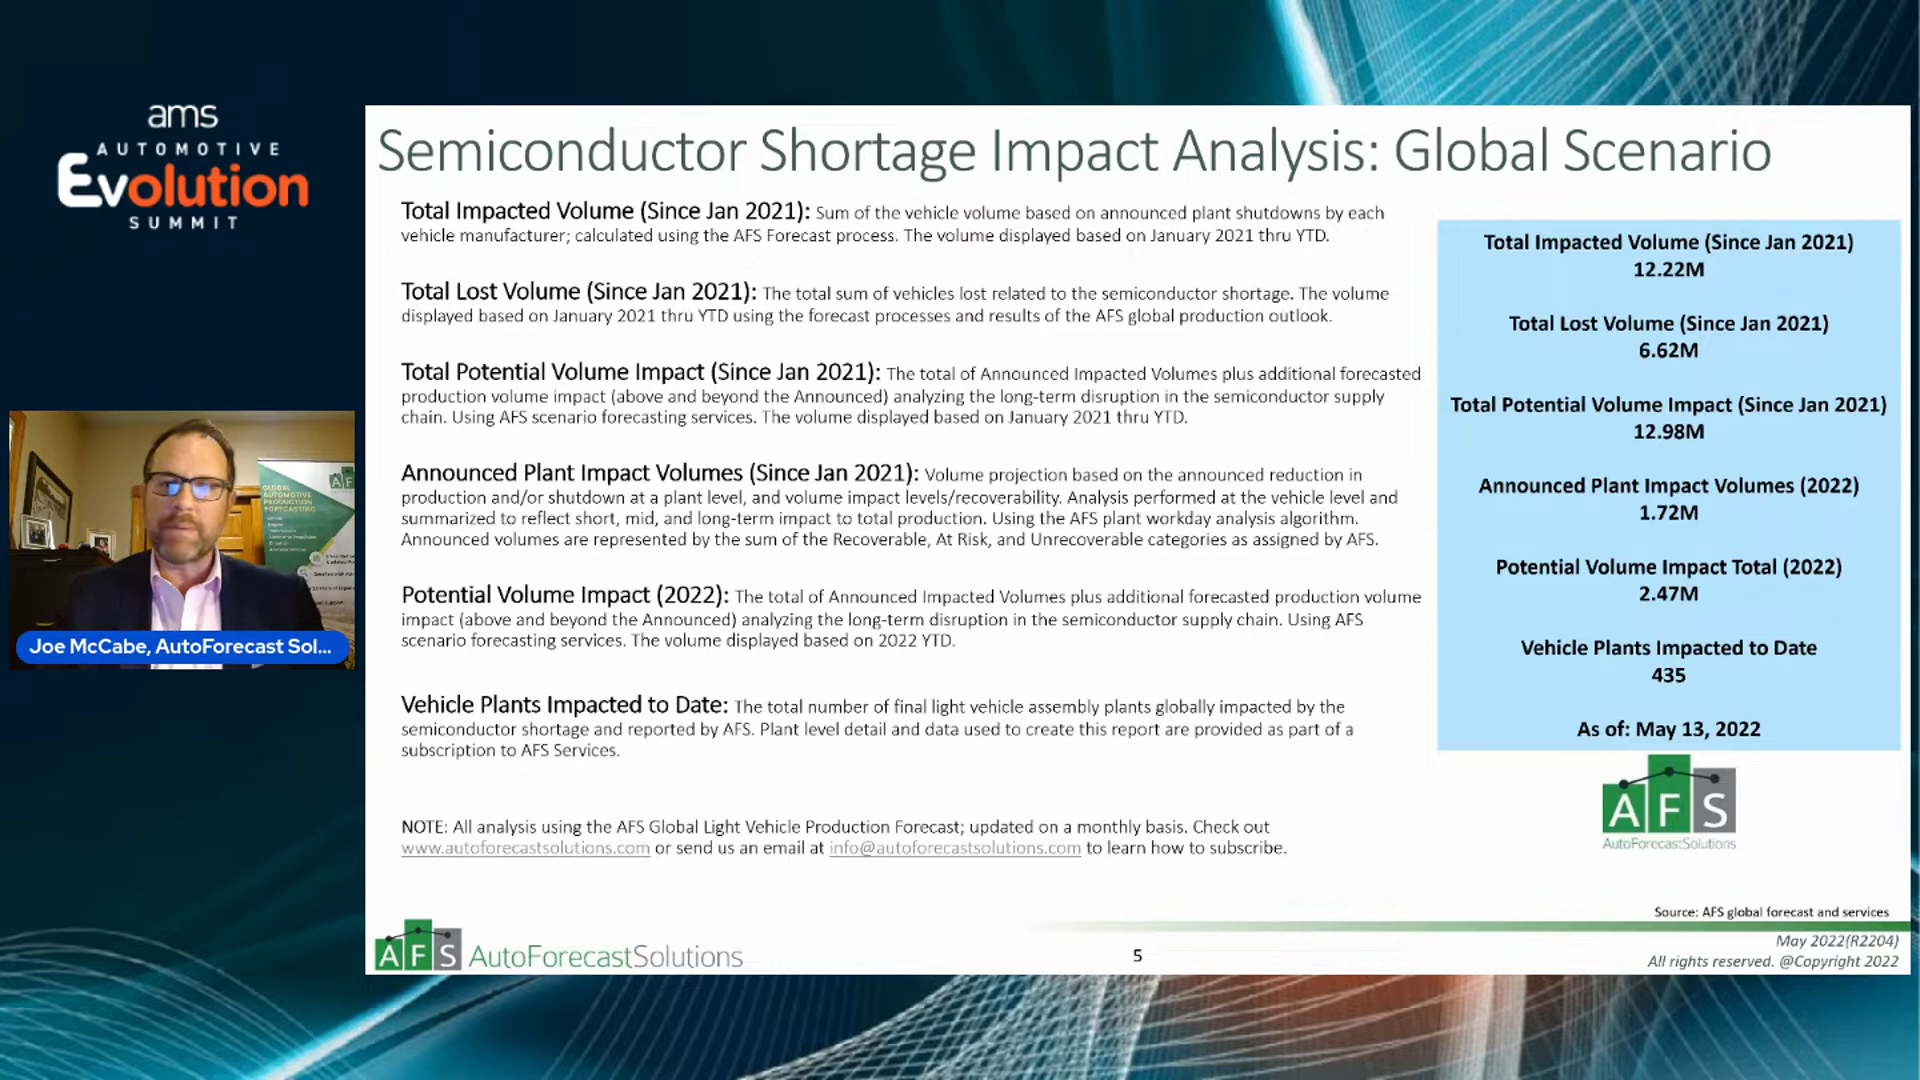 ams
AUTOMOTIVE
Evolution
SUMMIT
Semiconductor Shortage Impact Analysis: Global Scenario
Total Impacted Volume (Since Jan 2021): Sum of the vehicle volume based on announced plant shutdowns by each
vehicle manufacturer; calculated using the AFS Forecast process. The volume displayed based on January 2021 thru YTD.
Total Lost Volume (Since Jan 2021): The total sum of vehicles lost related to the semiconductor shortage. The volume
displayed based on January 2021 thru YTD using the forecast processes and results of the AFS global production outlook.
Total Potential Volume Impact (Since Jan 2021): The total of Announced Impacted Volumes plus additional forecasted
production volume impact (above and beyond the Announced) analyzing the long-term disruption in the semiconductor supply
chain. Using AFS scenario forecasting services. The volume displayed based on January 2021 thru YTD.
Announced Plant Impact Volumes (Since Jan 2021): Volume projection based on the announced reduction in
production and/or shutdown at a plant level, and volume impact levels/recoverability. Analysis performed at the vehicle level and
summarized to reflect short, mid, and long-term impact to total production. Using the AFS plant workday analysis algorithm.
Announced volumes are represented by the sum of the Recoverable, At Risk, and Unrecoverable categories as assigned by AFS.
Potential Volume Impact (2022): The total of Announced Impacted Volumes plus additional forecasted production volume
impact (above and beyond the Announced) analyzing the long-term disruption in the semiconductor supply chain. Using AFS
scenario forecasting services. The volume displayed based on 2022 YTD.
Vehicle Plants Impacted to Date: The total number of final light vehicle assembly plants globally impacted by the
semiconductor shortage and reported by AFS. Plant level detail and data used to create this report are provided as part of a
subscription to AFS Services.
NOTE: All analysis using the AFS Global Light Vehicle Production Forecast; updated on a monthly basis. Check out
www.autoforecastsolutions.com or send us an email at info@autoforecastsolutions.com to learn how to subscribe.
Total Impacted Volume (Since Jan 2021)
12.22M
Total Lost Volume (Since Jan 2021)
6.62M
Total Potential Volume Impact (Since Jan 2021)
12.98M
Announced Plant Impact Volumes (2022)
1.72M
Potential Volume Impact Total (2022)
2.47M
Vehicle Plants Impacted to Date
435
As of: May 13, 2022
AFS
AutoForecastSolutions
Source: AFS global forecast and services
May 2022(R2204)
All rights reserved. @Copyright 2022
AFS AutoForecastSolutions
5
GLOBAL
AUTOMOTIVE
PRODUCTION
FORECASTING
Joe McCabe, AutoForecast Sol...